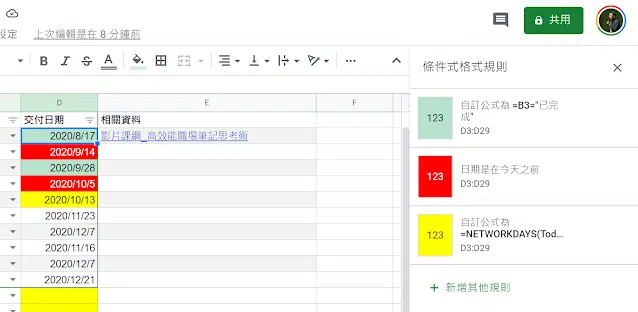 設定 上次編輯是在 8 分鐘前
共用
B I S A
條件式格式規則
D E F
交付日期 相關資料
2020/8/17 影片課綱_高效能職場筆記思考術
2020/9/14
2020/9/28
2020/10/5
2020/10/13
2020/11/23
2020/12/7
2020/11/16
2020/12/7
2020/12/21
123
自訂公式為 =B3="已完
成"
D3:D29
123
日期是在今天之前
D3:D29
123
自訂公式為
=NETWORKDAYS(Tod…
D3:D29
+ 新增其他規則